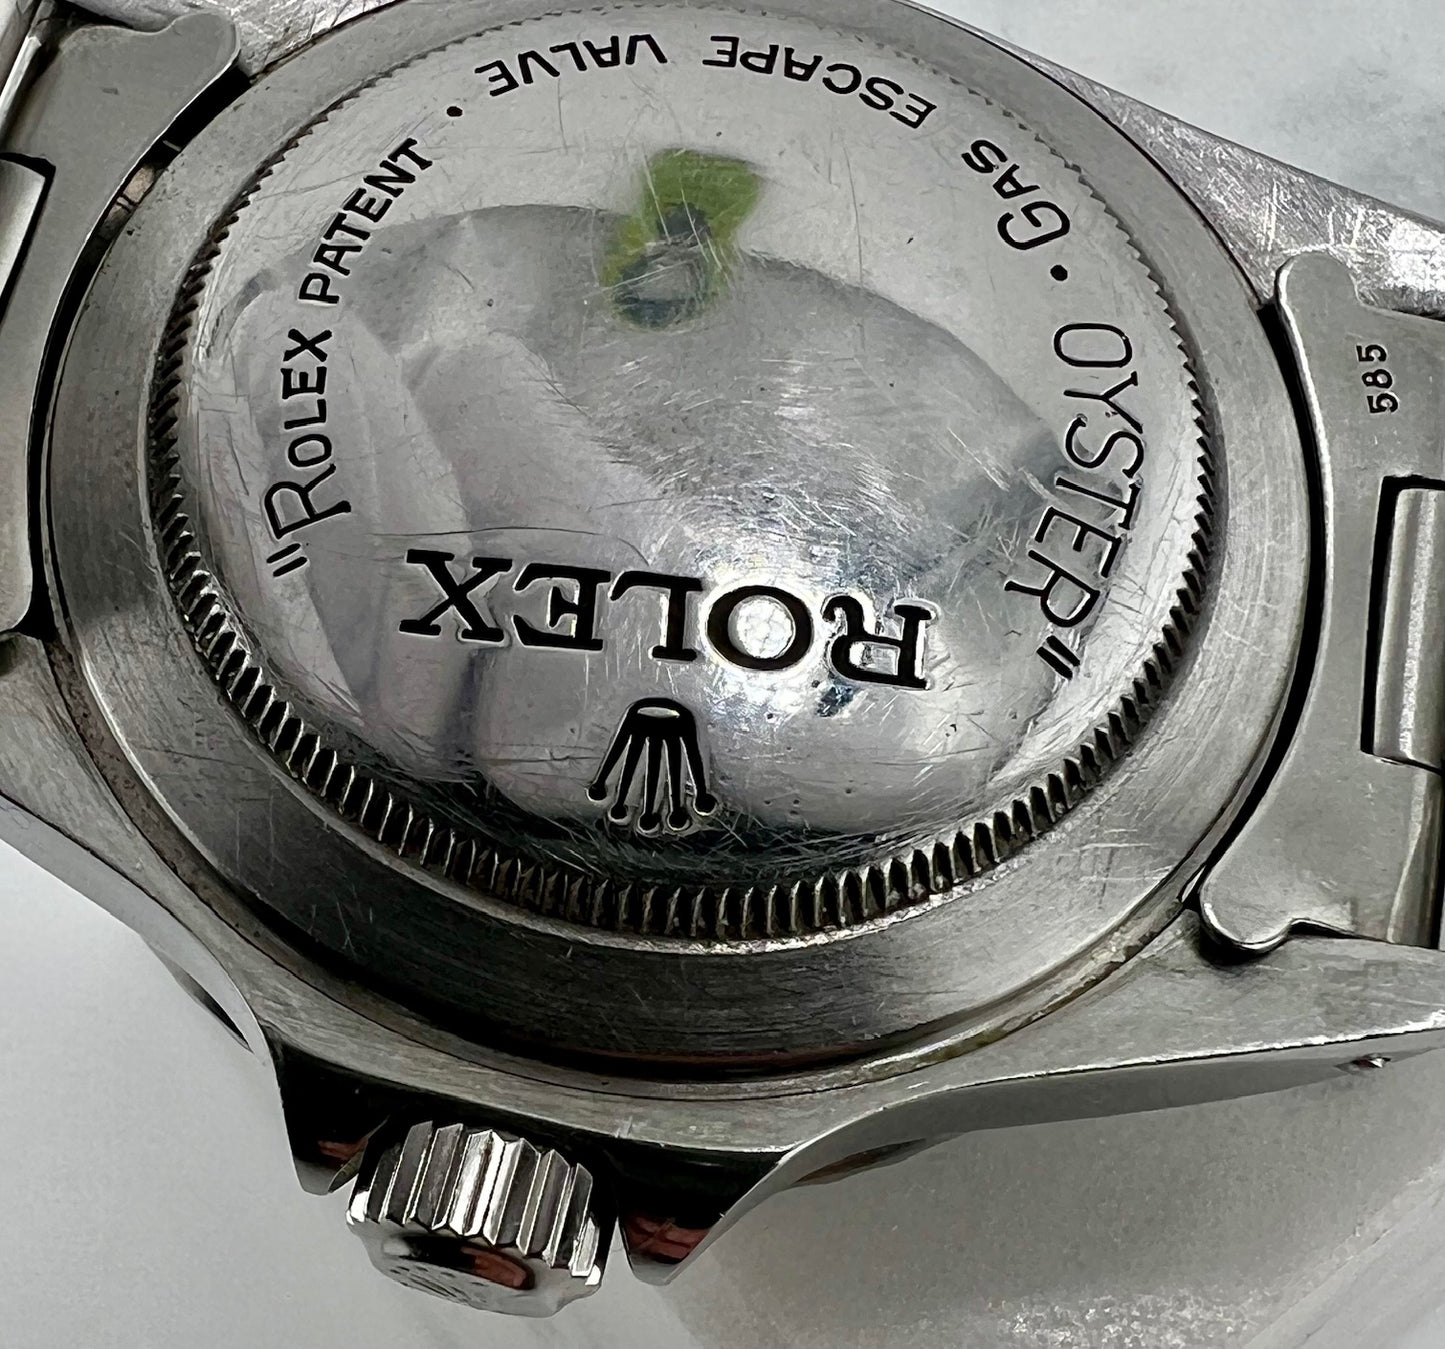 "ROLEX PATENT • GAS ESCAPE VALVE • OYSTER"
ROLEX
585